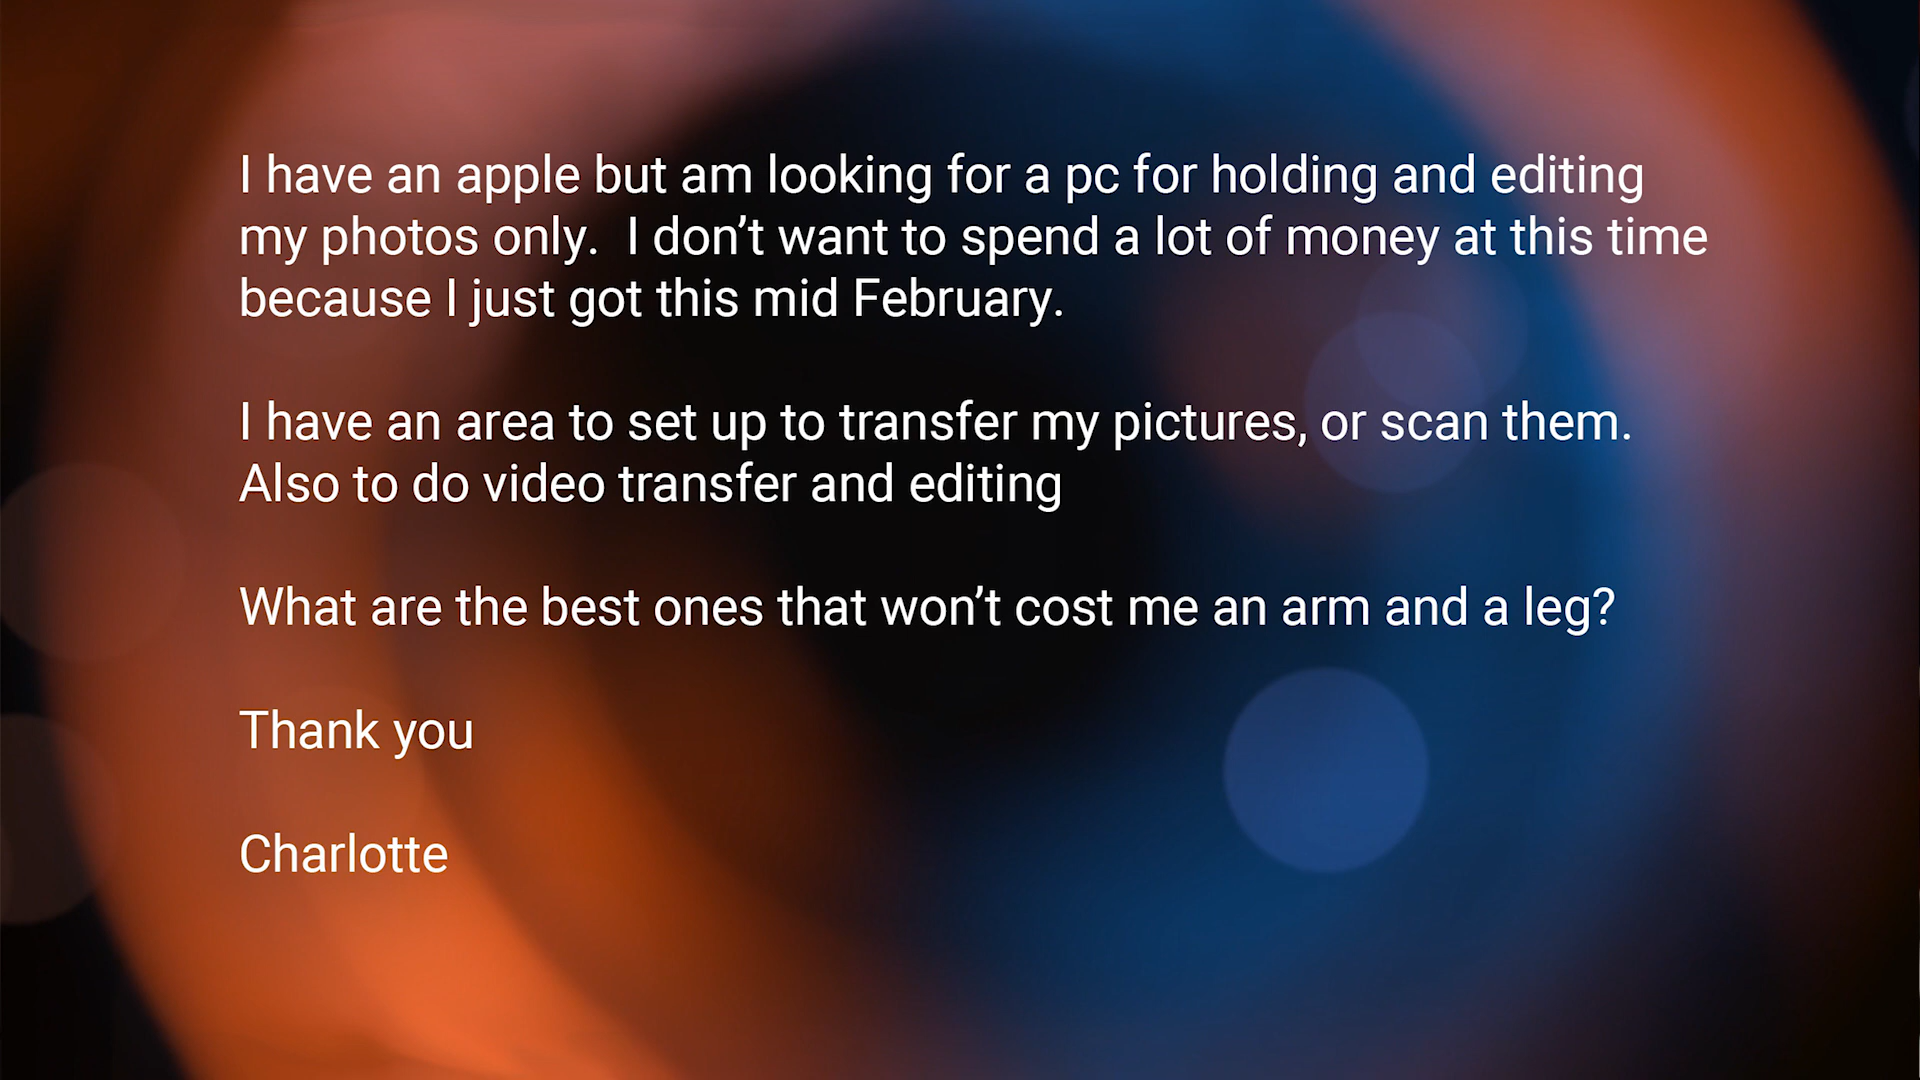 I have an apple but am looking for a pc for holding and editing
my photos only.  I don’t want to spend a lot of money at this time
because I just got this mid February.
I have an area to set up to transfer my pictures, or scan them.
Also to do video transfer and editing
What are the best ones that won’t cost me an arm and a leg?
Thank you
Charlotte